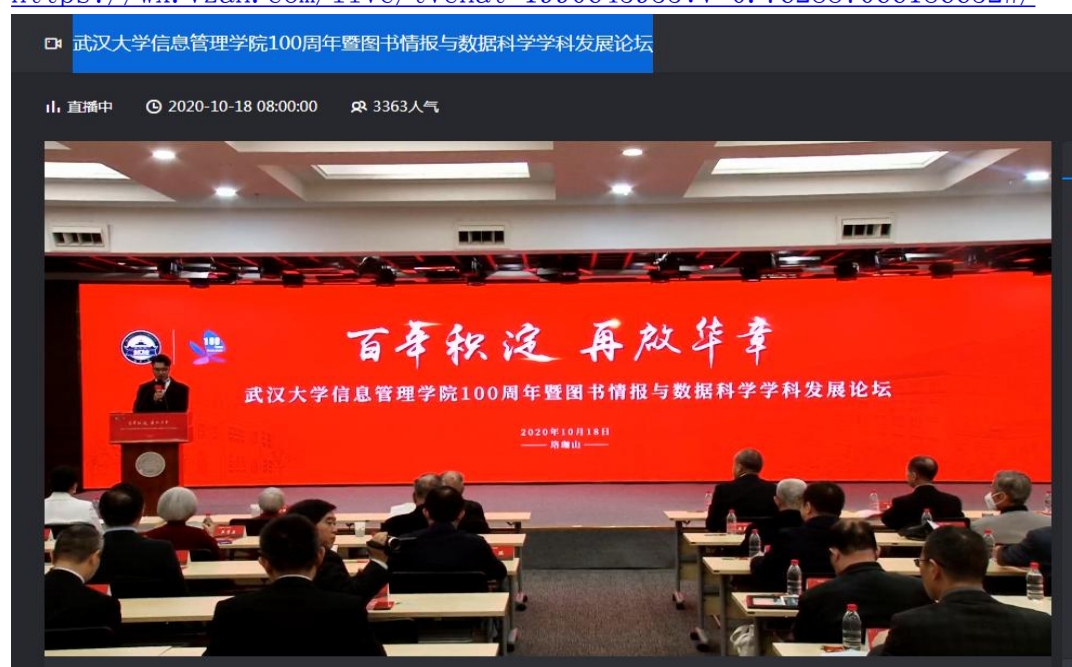 武汉大学信息管理学院100周年暨图书情报与数据科学学科发展论坛
直播中 2020-10-18 08:00:00 3363人气
百年积淀 再启华章
武汉大学信息管理学院100周年暨图书情报与数据科学学科发展论坛
2020年10月18日
珞珈山
100